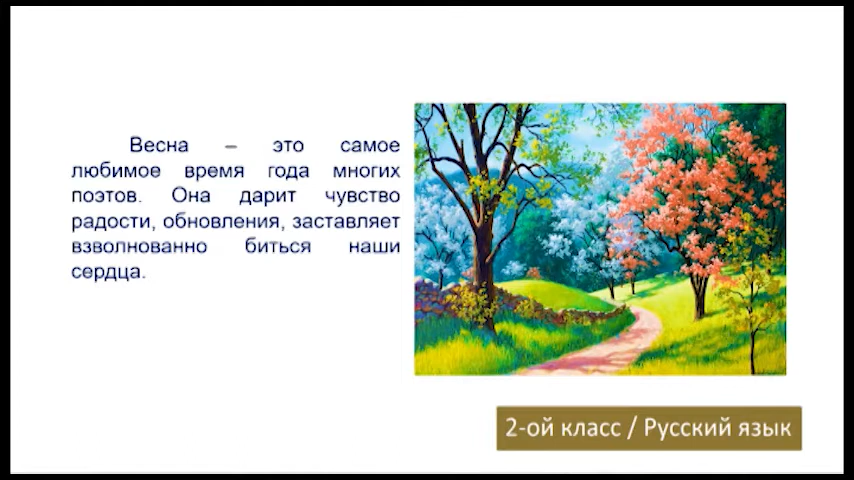 Весна – это самое
любимое время года многих
поэтов. Она дарит чувство
радости, обновления, заставляет
взволнованно биться наши
сердца.
2-ой класс / Русский язык